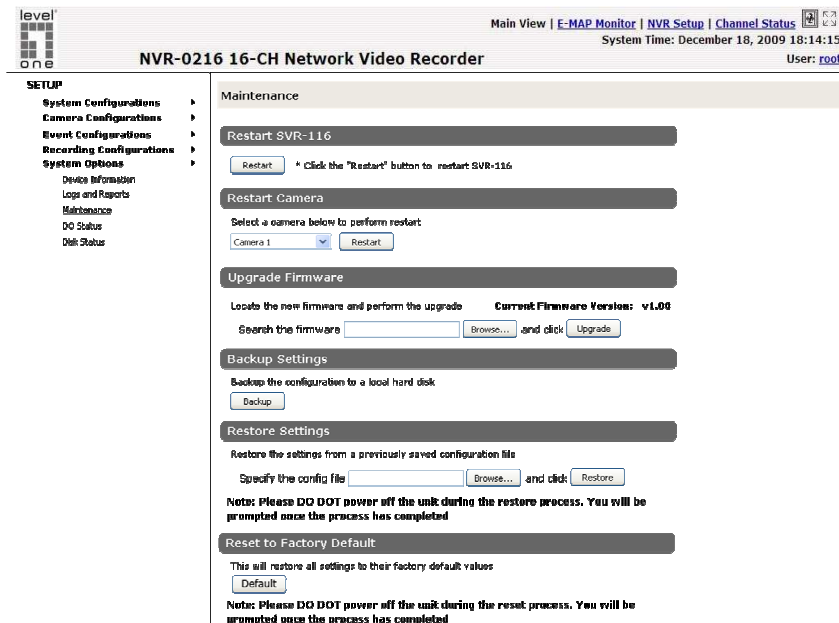 level
one
Main View | E-MAP Monitor | NVR Setup | Channel Status
System Time: December 18, 2009 18:14:15
NVR-0216 16-CH Network Video Recorder
User: root
SETUP
System Configurations
Camera Configurations
Event Configurations
Recording Configurations
System Options
Device Information
Logs and Reports
Maintenance
DO Status
Disk Status
Maintenance
Restart SVR-116
Restart * Click the "Restart" button to restart SVR-116
Restart Camera
Select a camera below to perform restart
Camera 1 Restart
Upgrade Firmware
Locate the new firmware and perform the upgrade Current Firmware Version: v1.00
Search the firmware Browse... and click Upgrade
Backup Settings
Backup the configuration to a local hard disk
Backup
Restore Settings
Restore the settings from a previously saved configuration file
Specify the config file Browse... and click Restore
Note: Please DO DOT power off the unit during the restore process. You will be
prompted once the process has completed
Reset to Factory Default
This will restore all settings to their factory default values
Default
Note: Please DO DOT power off the unit during the reset process. You will be
prompted once the process has completed